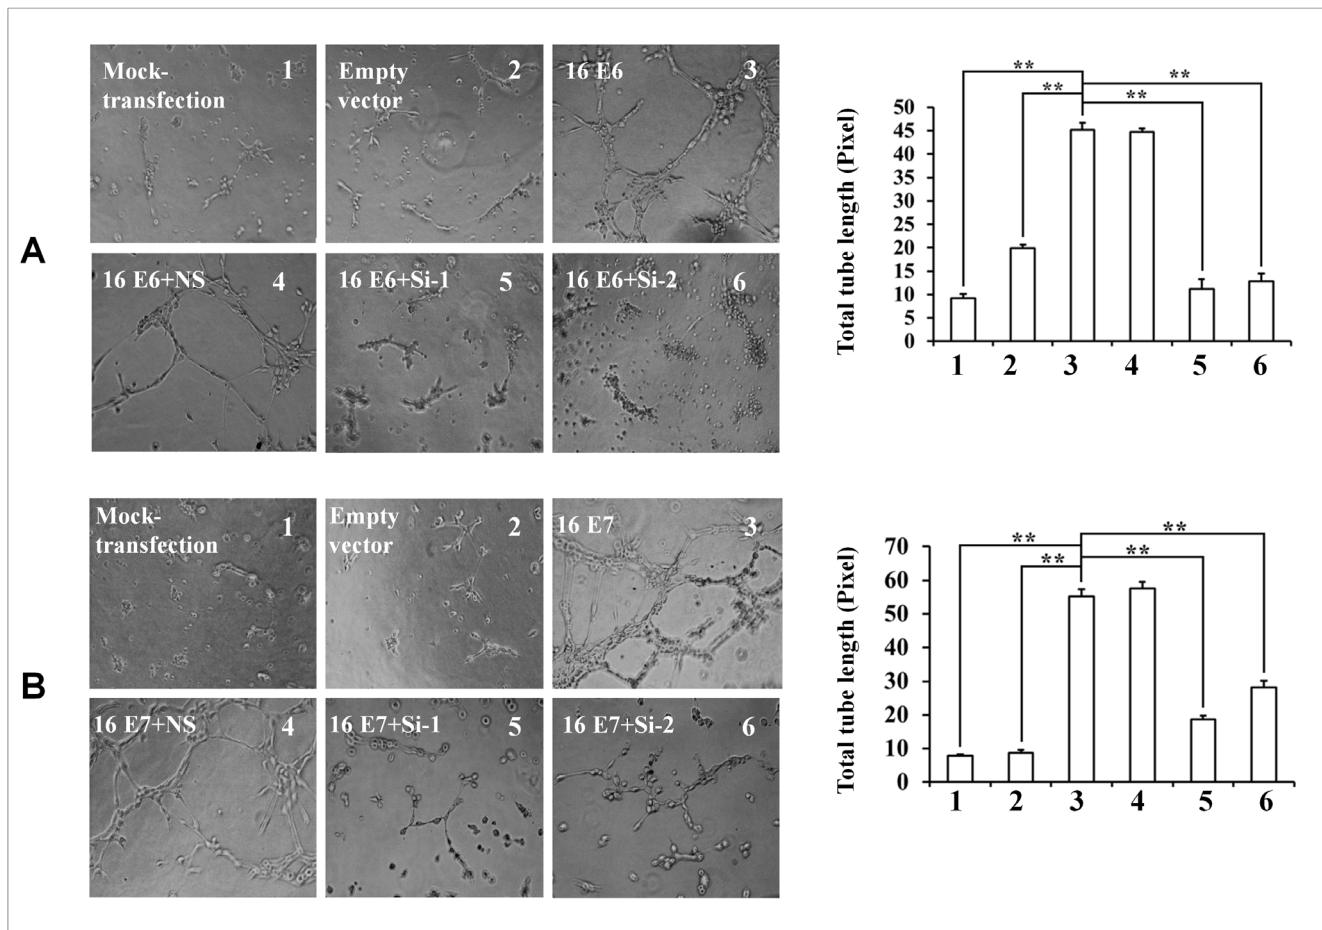 A
Mock-
transfection
1
Empty
vector
2
16 E6
3
16 E6+NS
4
16 E6+Si-1
5
16 E6+Si-2
6
Total tube length (Pixel)
50
45
40
35
30
25
20
15
10
5
0
**
**
**
**
1 2 3 4 5 6
B
Mock-
transfection
1
Empty
vector
2
16 E7
3
16 E7+NS
4
16 E7+Si-1
5
16 E7+Si-2
6
Total tube length (Pixel)
70
60
50
40
30
20
10
0
**
**
**
**
1 2 3 4 5 6